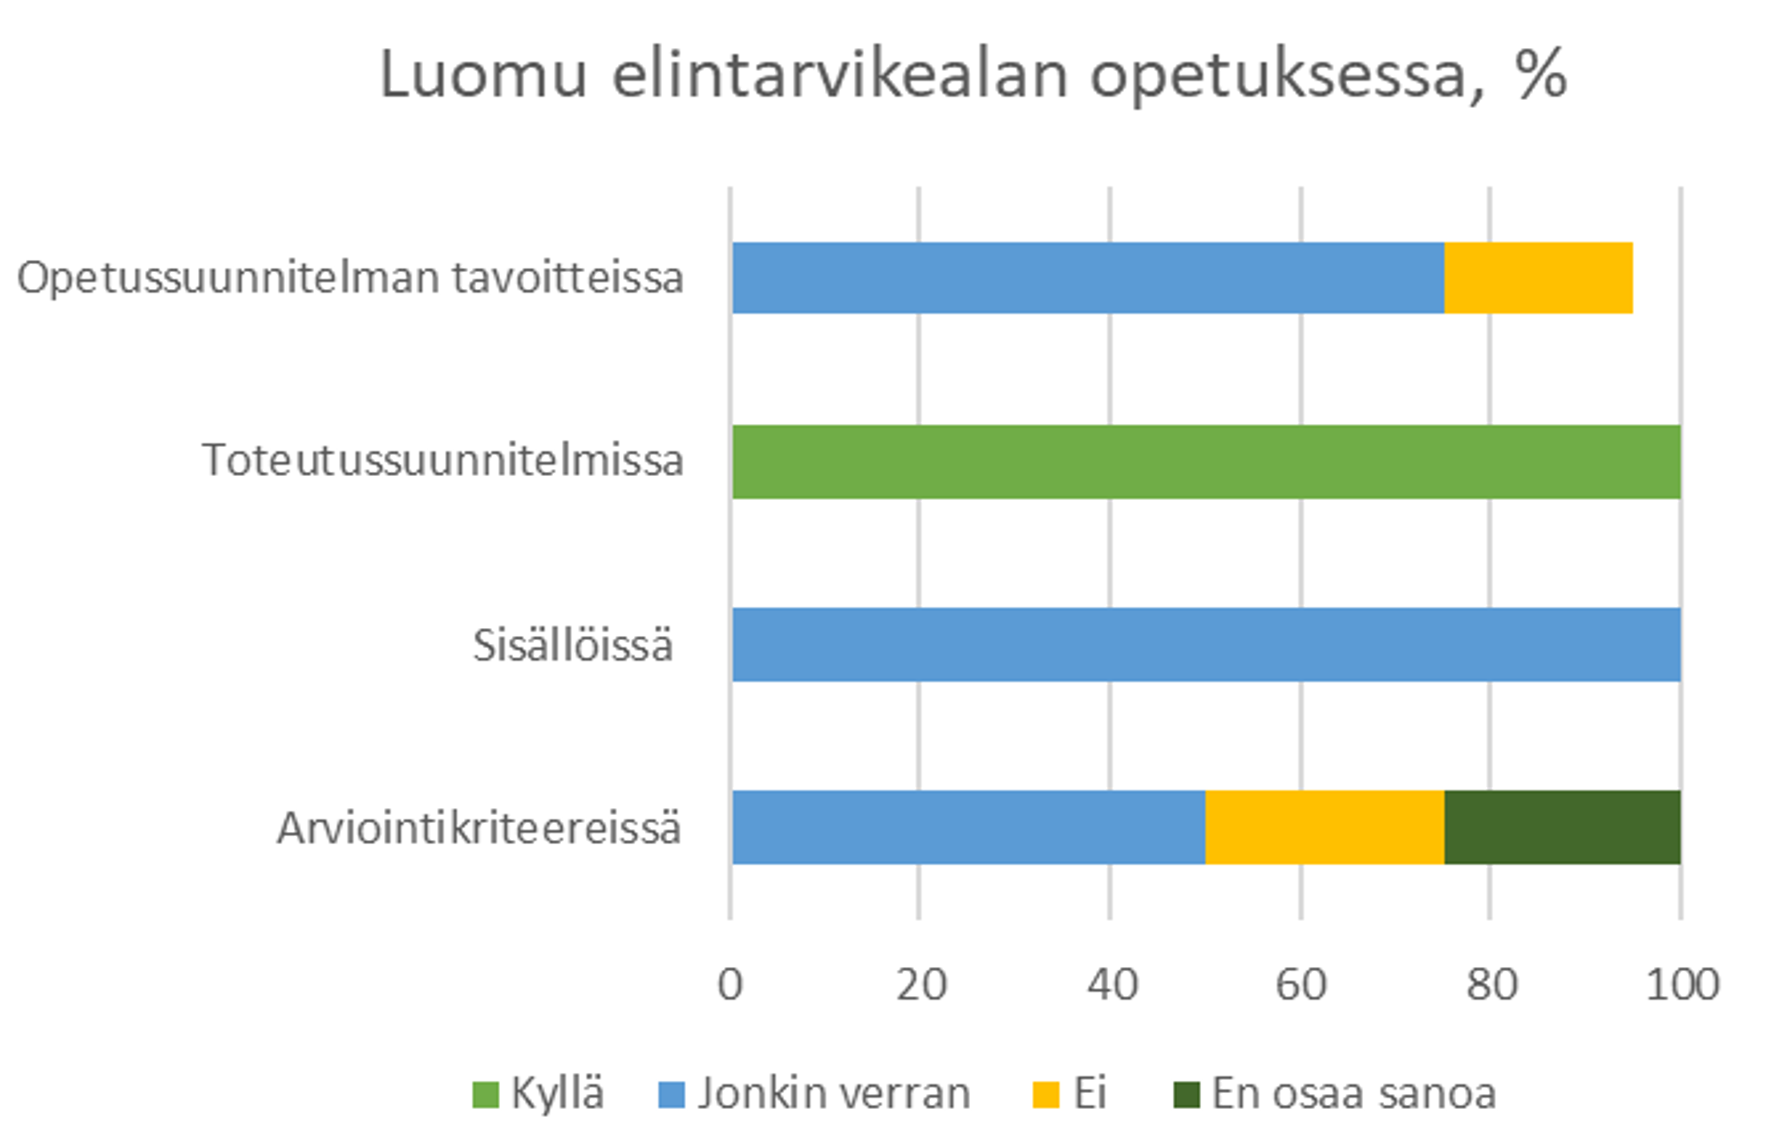 Luomu elintarvikealan opetuksessa, %
Opetussuunnitelman tavoitteissa
Toteutussuunnitelmissa
Sisällöissä
Arviointikriteereissä
0 20 40 60 80 100
Kyllä Jonkin verran Ei En osaa sanoa